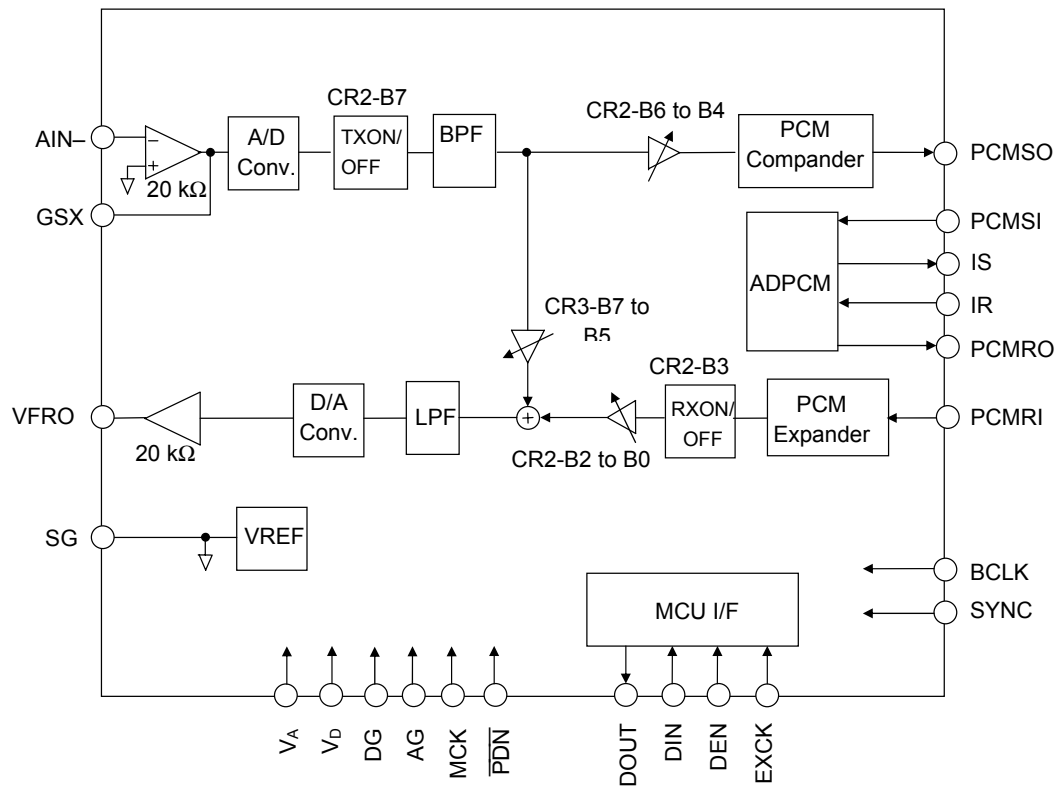 CR2-B7
CR2-B6 to B4
AIN–
−
+
20 kΩ
A/D
Conv.
TXON/
OFF
BPF
PCM
Compander
PCMSO
GSX
PCMSI
ADPCM
IS
IR
PCMRO
CR3-B7 to
B5
CR2-B3
VFRO
20 kΩ
D/A
Conv.
LPF
+
CR2-B2 to B0
RXON/
OFF
PCM
Expander
PCMRI
SG
VREF
BCLK
SYNC
MCU I/F
VA
VD
DG
AG
MCK
PDN
DOUT
DIN
DEN
EXCK